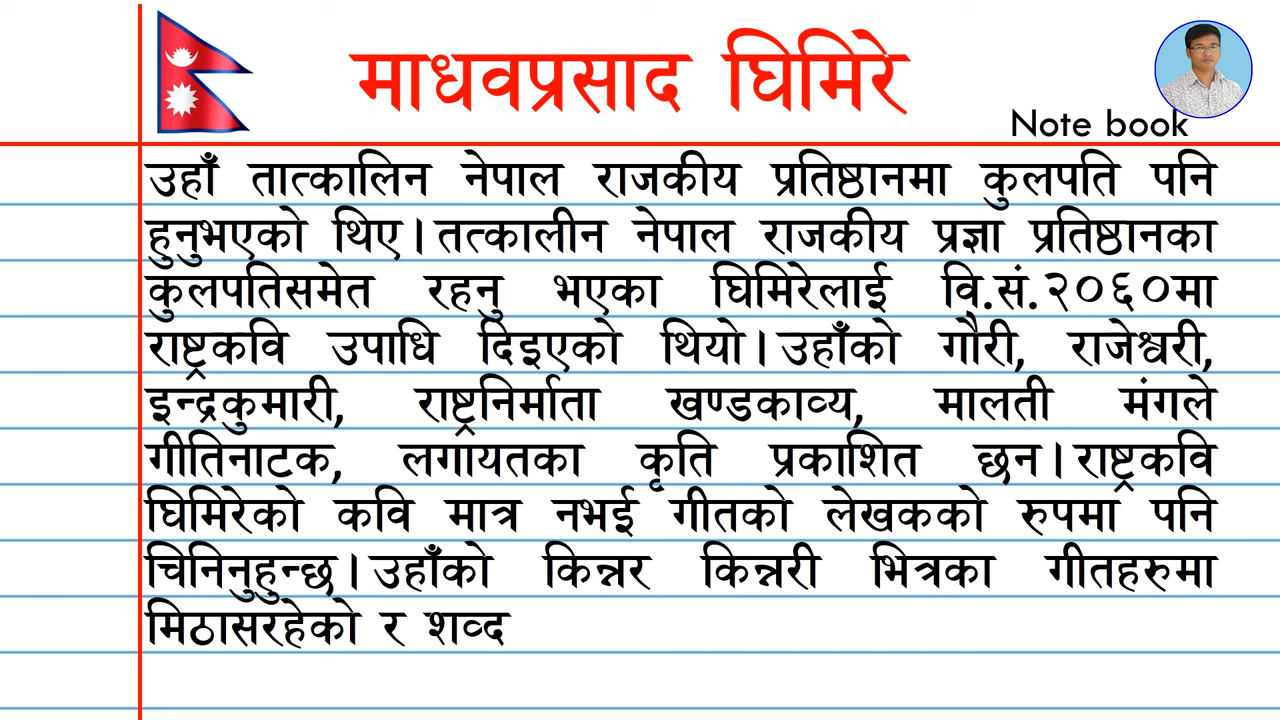 माधवप्रसाद घिमिरे
Note book
उहाँ तात्कालिन नेपाल राजकीय प्रतिष्ठानमा कुलपति पनि
हुनुभएको थिए। तत्कालीन नेपाल राजकीय प्रज्ञा प्रतिष्ठानका
कुलपतिसमेत रहनु भएका घिमिरेलाई वि.सं.२०६०मा
राष्ट्रकवि उपाधि दिइएको थियो। उहाँको गौरी, राजेश्वरी,
इन्द्रकुमारी, राष्ट्रनिर्माता खण्डकाव्य, मालती मंगले
गीतिनाटक, लगायतका कृति प्रकाशित छन। राष्ट्रकवि
घिमिरेको कवि मात्र नभई गीतको लेखकको रुपमा पनि
चिनिनुहुन्छ। उहाँको किन्नर किन्नरी भित्रका गीतहरुमा
मिठासरहेको र शव्द